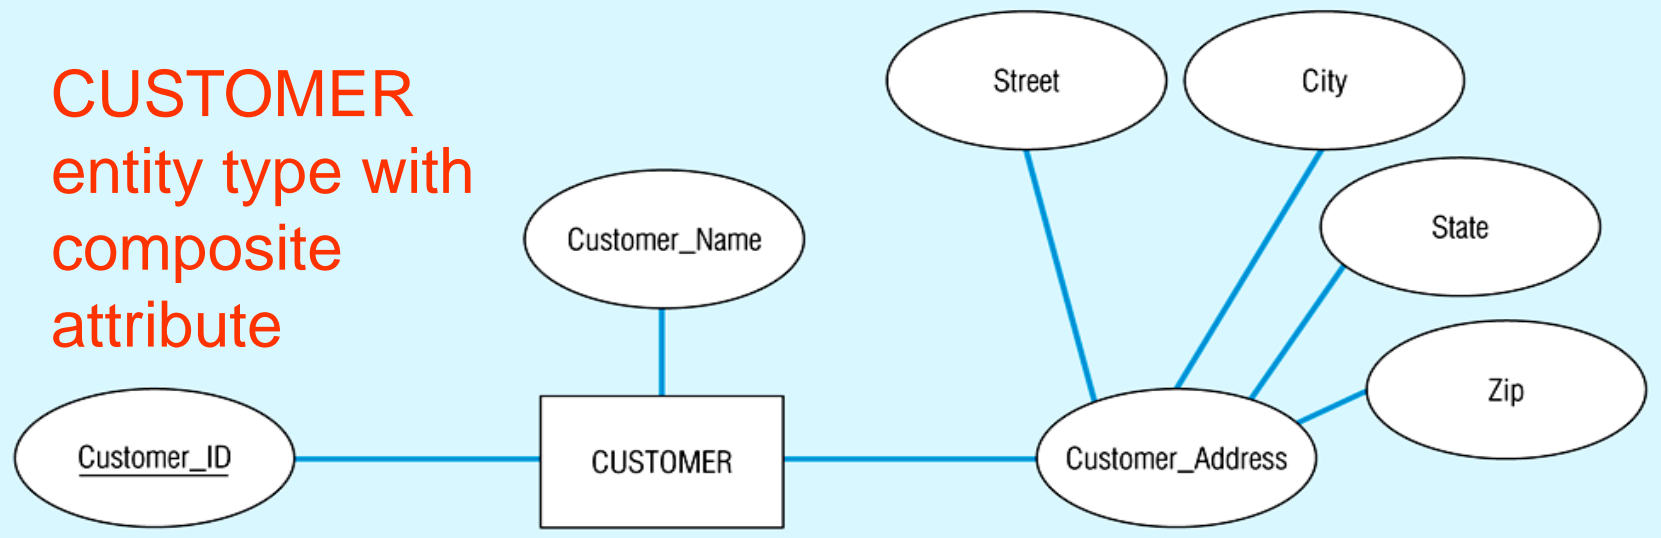 CUSTOMER
entity type with
composite
attribute
Street
City
State
Zip
Customer_Name
Customer_ID
CUSTOMER
Customer_Address